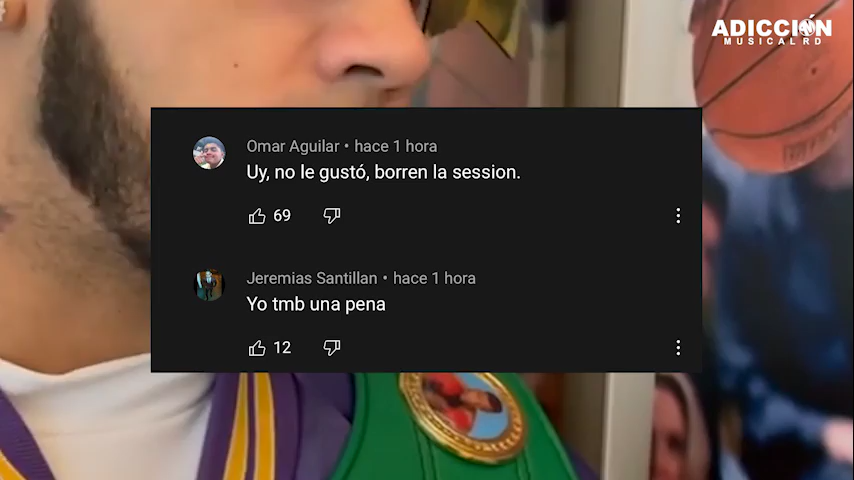 ADICCIÓN
MUSICAL RD
Omar Aguilar • hace 1 hora
Uy, no le gustó, borren la session.
69
Jeremias Santillan • hace 1 hora
Yo tmb una pena
12